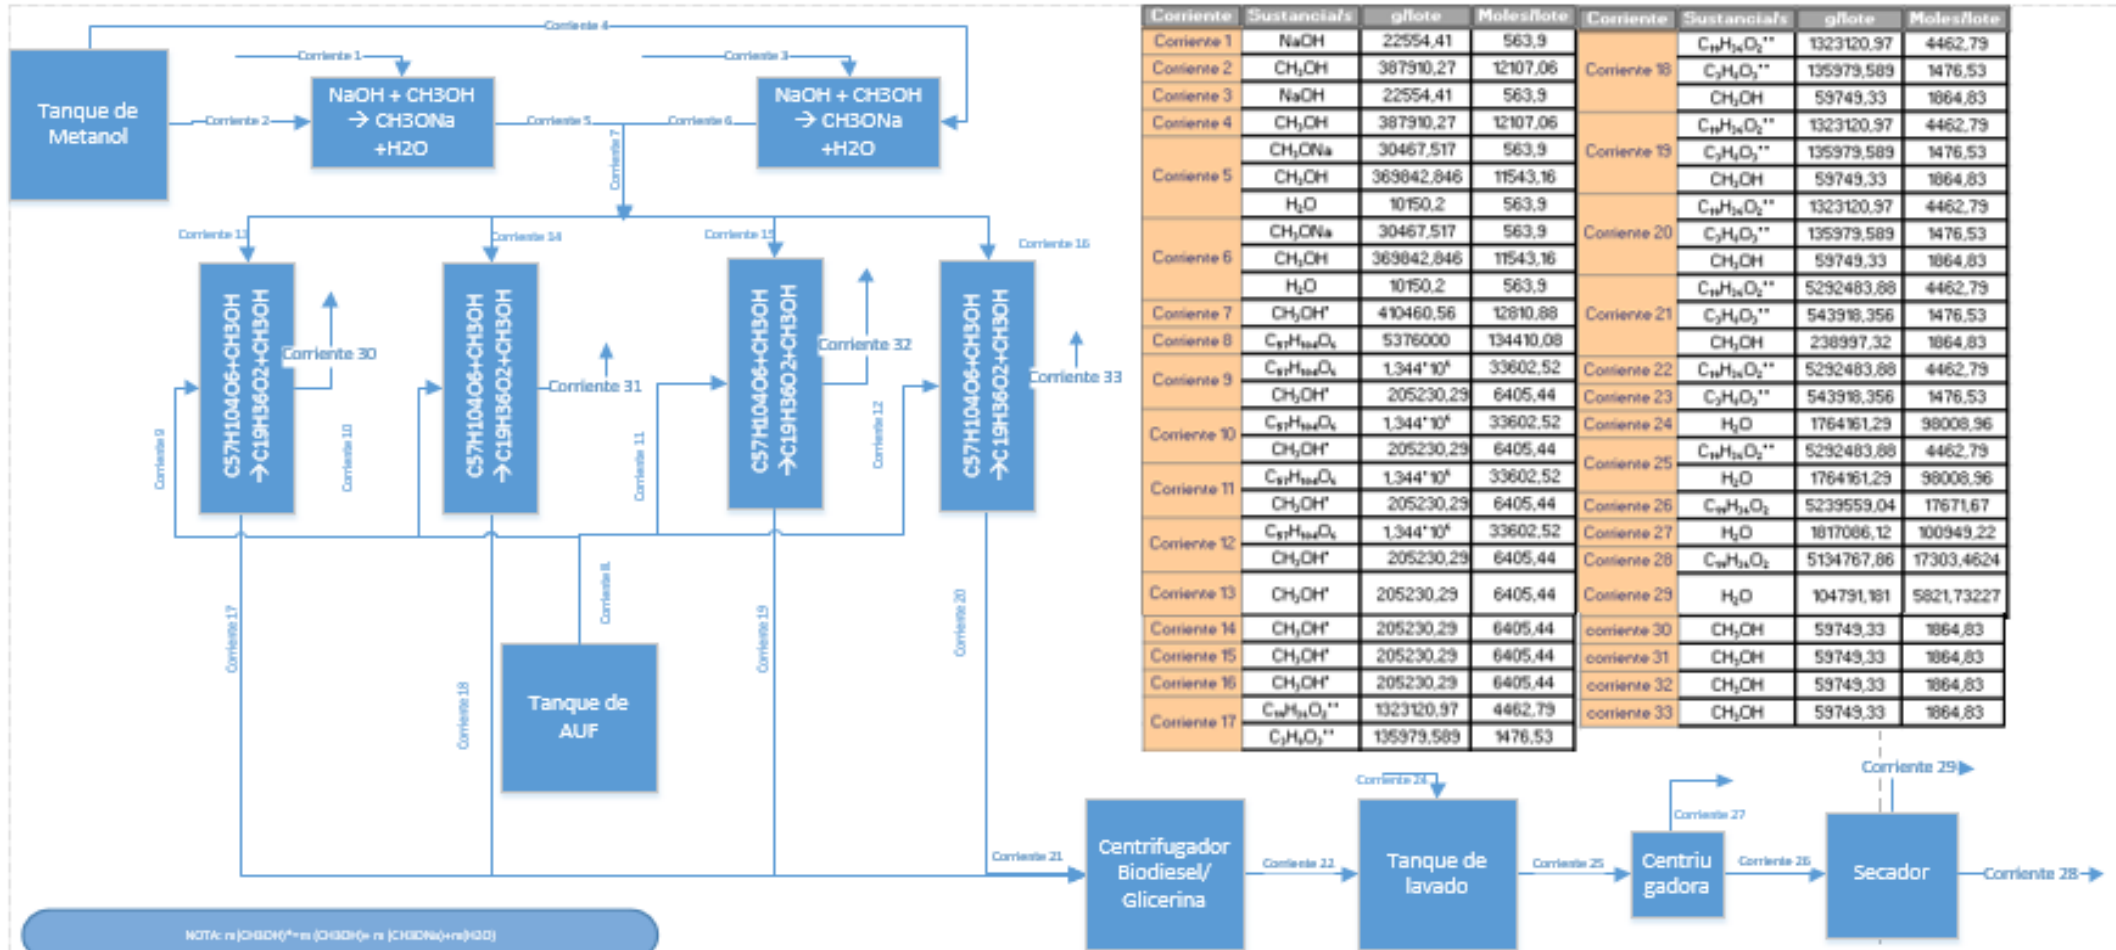 Corriente 4
Corriente 1
Corriente 3
Tanque de
Metanol
Corriente 2
NaOH + CH3OH
→ CH3ONa
+H2O
Corriente 5
Corriente 6
NaOH + CH3OH
→ CH3ONa
+H2O
Corriente 7
Corriente 13
Corriente 14
Corriente 15
Corriente 16
C57H104O6+CH3OH
→C19H36O2+CH3OH
Corriente 30
C57H104O6+CH3OH
→C19H36O2+CH3OH
Corriente 31
C57H104O6+CH3OH
→C19H36O2+CH3OH
Corriente 32
C57H104O6+CH3OH
→C19H36O2+CH3OH
Corriente 33
Corriente 9
Corriente 10
Corriente 11
Corriente 12
Corriente 17
Corriente 18
Corriente 8
Corriente 19
Corriente 20
Tanque de
AUF
Corriente 21
Centrifugador
Biodiesel/
Glicerina
Corriente 22
Corriente 24
Tanque de
lavado
Corriente 25
Centriu
gadora
Corriente 27
Corriente 26
Secador
Corriente 29
Corriente 28
NOTA: m(CH3OH)*=m (CH3OH)+ m (CH3ONa)+m(H2O)
Corriente Sustancia/s g/lote Moles/lote
Corriente 1 NaOH 22554,41 563,9
Corriente 2 CH₃OH 387910,27 12107,06
Corriente 3 NaOH 22554,41 563,9
Corriente 4 CH₃OH 387910,27 12107,06
Corriente 5 CH₃ONa 30467,517 563,9
CH₃OH 369842,846 11543,16
H₂O 10150,2 563,9
Corriente 6 CH₃ONa 30467,517 563,9
CH₃OH 369842,846 11543,16
H₂O 10150,2 563,9
Corriente 7 CH₃OH* 410460,56 12810,88
Corriente 8 C₅₇H₁₀₄O₆ 5376000 134410,08
Corriente 9 C₅₇H₁₀₄O₆ 1,344*10⁶ 33602,52
CH₃OH* 205230,29 6405,44
Corriente 10 C₅₇H₁₀₄O₆ 1,344*10⁶ 33602,52
CH₃OH* 205230,29 6405,44
Corriente 11 C₅₇H₁₀₄O₆ 1,344*10⁶ 33602,52
CH₃OH* 205230,29 6405,44
Corriente 12 C₅₇H₁₀₄O₆ 1,344*10⁶ 33602,52
CH₃OH* 205230,29 6405,44
Corriente 13 CH₃OH* 205230,29 6405,44
Corriente 14 CH₃OH* 205230,29 6405,44
Corriente 15 CH₃OH* 205230,29 6405,44
Corriente 16 CH₃OH* 205230,29 6405,44
Corriente 17 C₁₉H₃₆O₂** 1323120,97 4462,79
C₃H₈O₃** 135979,589 1476,53
Corriente Sustancia/s g/lote Moles/lote
Corriente 18 C₁₉H₃₆O₂** 1323120,97 4462,79
C₃H₈O₃** 135979,589 1476,53
CH₃OH 59749,33 1864,83
Corriente 19 C₁₉H₃₆O₂** 1323120,97 4462,79
C₃H₈O₃** 135979,589 1476,53
CH₃OH 59749,33 1864,83
Corriente 20 C₁₉H₃₆O₂** 1323120,97 4462,79
C₃H₈O₃** 135979,589 1476,53
CH₃OH 59749,33 1864,83
Corriente 21 C₁₉H₃₆O₂** 5292483,88 4462,79
C₃H₈O₃** 543918,356 1476,53
CH₃OH 238997,32 1864,83
Corriente 22 C₁₉H₃₆O₂** 5292483,88 4462,79
Corriente 23 C₃H₈O₃** 543918,356 1476,53
Corriente 24 H₂O 1764161,29 98008,96
Corriente 25 C₁₉H₃₆O₂** 5292483,88 4462,79
H₂O 1764161,29 98008,96
Corriente 26 C₁₉H₃₆O₂ 5239559,04 17671,67
Corriente 27 H₂O 1817086,12 100949,22
Corriente 28 C₁₉H₃₆O₂ 5134767,86 17303,4624
Corriente 29 H₂O 104791,181 5821,73227
corriente 30 CH₃OH 59749,33 1864,83
corriente 31 CH₃OH 59749,33 1864,83
corriente 32 CH₃OH 59749,33 1864,83
corriente 33 CH₃OH 59749,33 1864,83